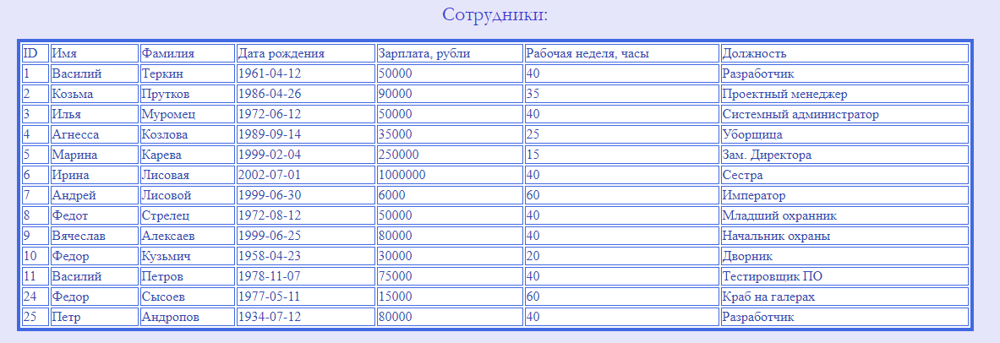 Сотрудники:
ID Имя Фамилия Дата рождения Зарплата, рубли Рабочая неделя, часы Должность
1 Василий Теркин 1961-04-12 50000 40 Разработчик
2 Козьма Прутков 1986-04-26 90000 35 Проектный менеджер
3 Илья Муромец 1972-06-12 50000 40 Системный администратор
4 Агнесса Козлова 1989-09-14 35000 25 Уборщица
5 Марина Карева 1999-02-04 250000 15 Зам. Директора
6 Ирина Лисовая 2002-07-01 1000000 40 Сестра
7 Андрей Лисовой 1999-06-30 6000 60 Император
8 Федот Стрелец 1972-08-12 50000 40 Младший охранник
9 Вячеслав Алексаев 1999-06-25 80000 40 Начальник охраны
10 Федор Кузьмич 1958-04-23 30000 20 Дворник
11 Василий Петров 1978-11-07 75000 40 Тестировщик ПО
24 Федор Сысоев 1977-05-11 15000 60 Краб на галерах
25 Петр Андропов 1934-07-12 80000 40 Разработчик